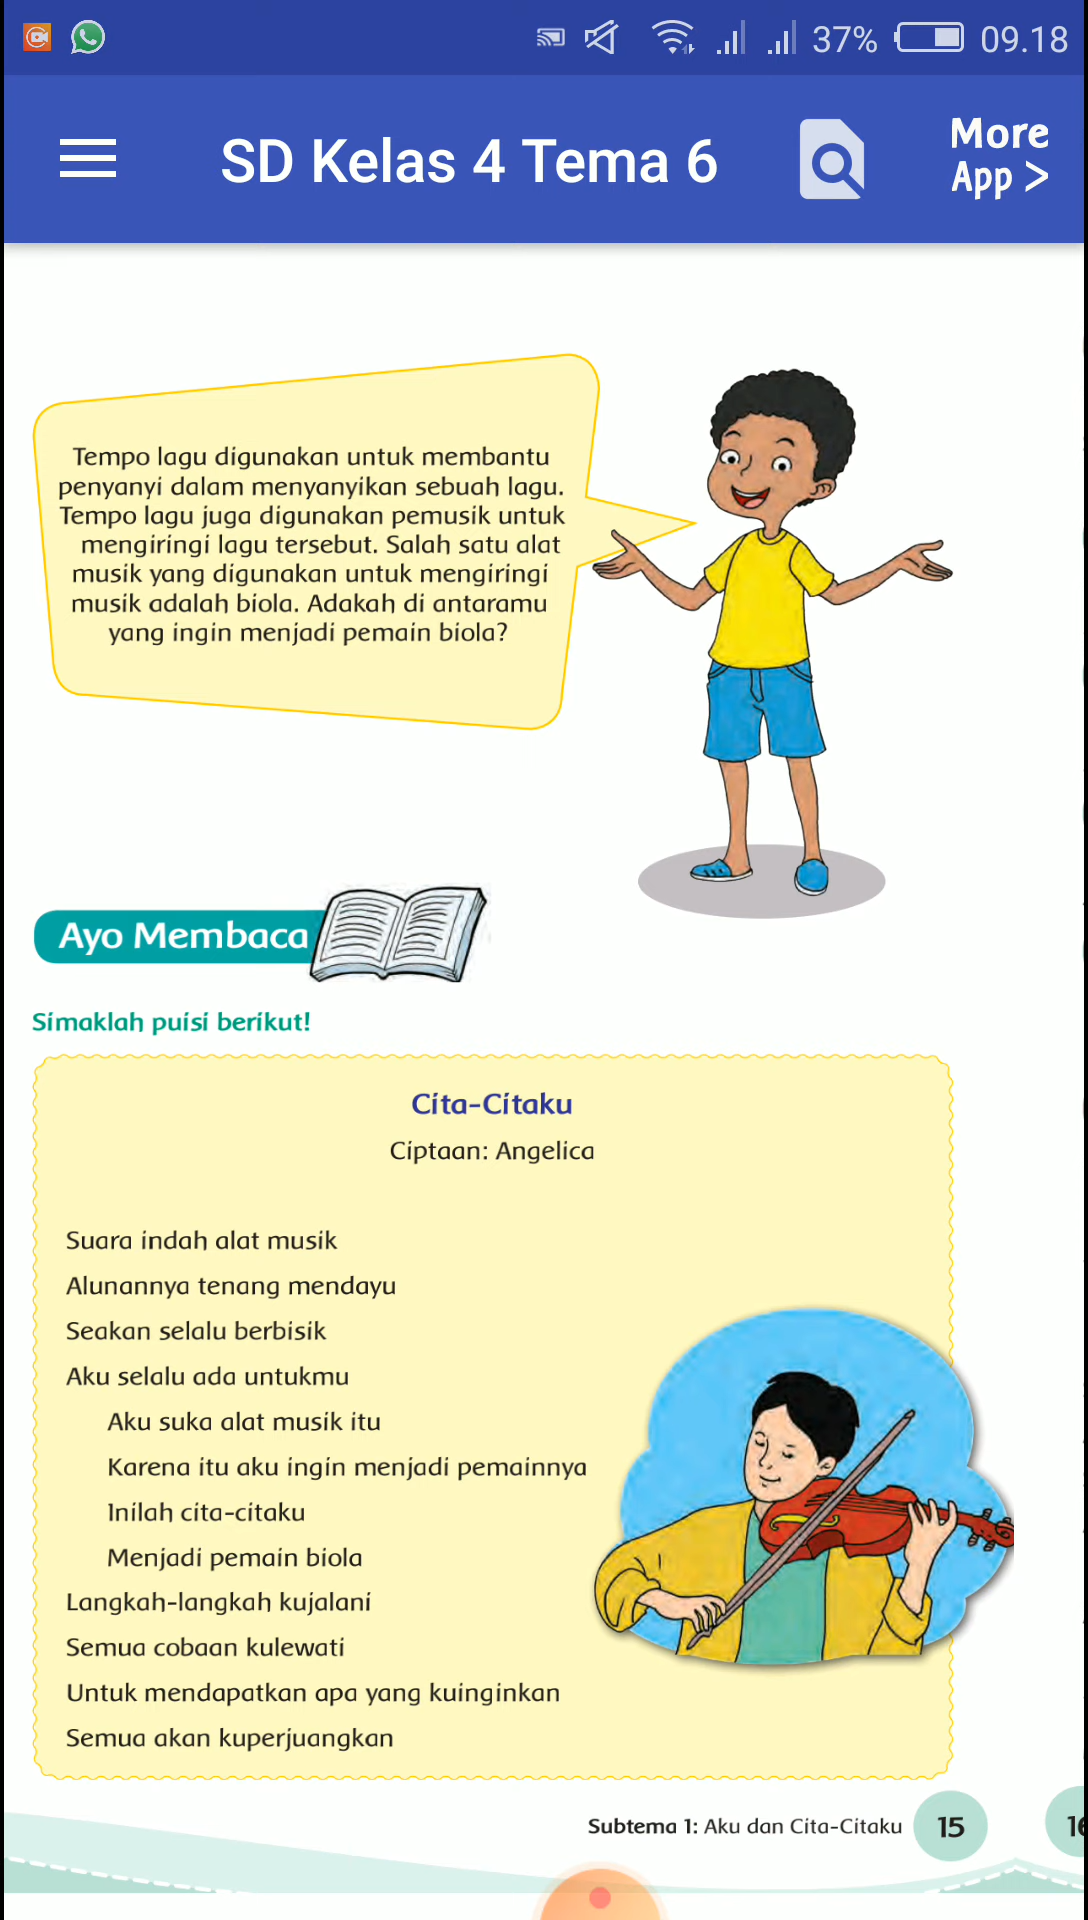 37% 09.18
SD Kelas 4 Tema 6
More
App >
Tempo lagu digunakan untuk membantu
penyanyi dalam menyanyikan sebuah lagu.
Tempo lagu juga digunakan pemusik untuk
mengiringi lagu tersebut. Salah satu alat
musik yang digunakan untuk mengiringi
musik adalah biola. Adakah di antaramu
yang ingin menjadi pemain biola?
Ayo Membaca
Simaklah puisi berikut!
Cita-Citaku
Ciptaan: Angelica
Suara indah alat musik
Alunannya tenang mendayu
Seakan selalu berbisik
Aku selalu ada untukmu
Aku suka alat musik itu
Karena itu aku ingin menjadi pemainnya
Inilah cita-citaku
Menjadi pemain biola
Langkah-langkah kujalani
Semua cobaan kulewati
Untuk mendapatkan apa yang kuinginkan
Semua akan kuperjuangkan
Subtema 1: Aku dan Cita-Citaku 15